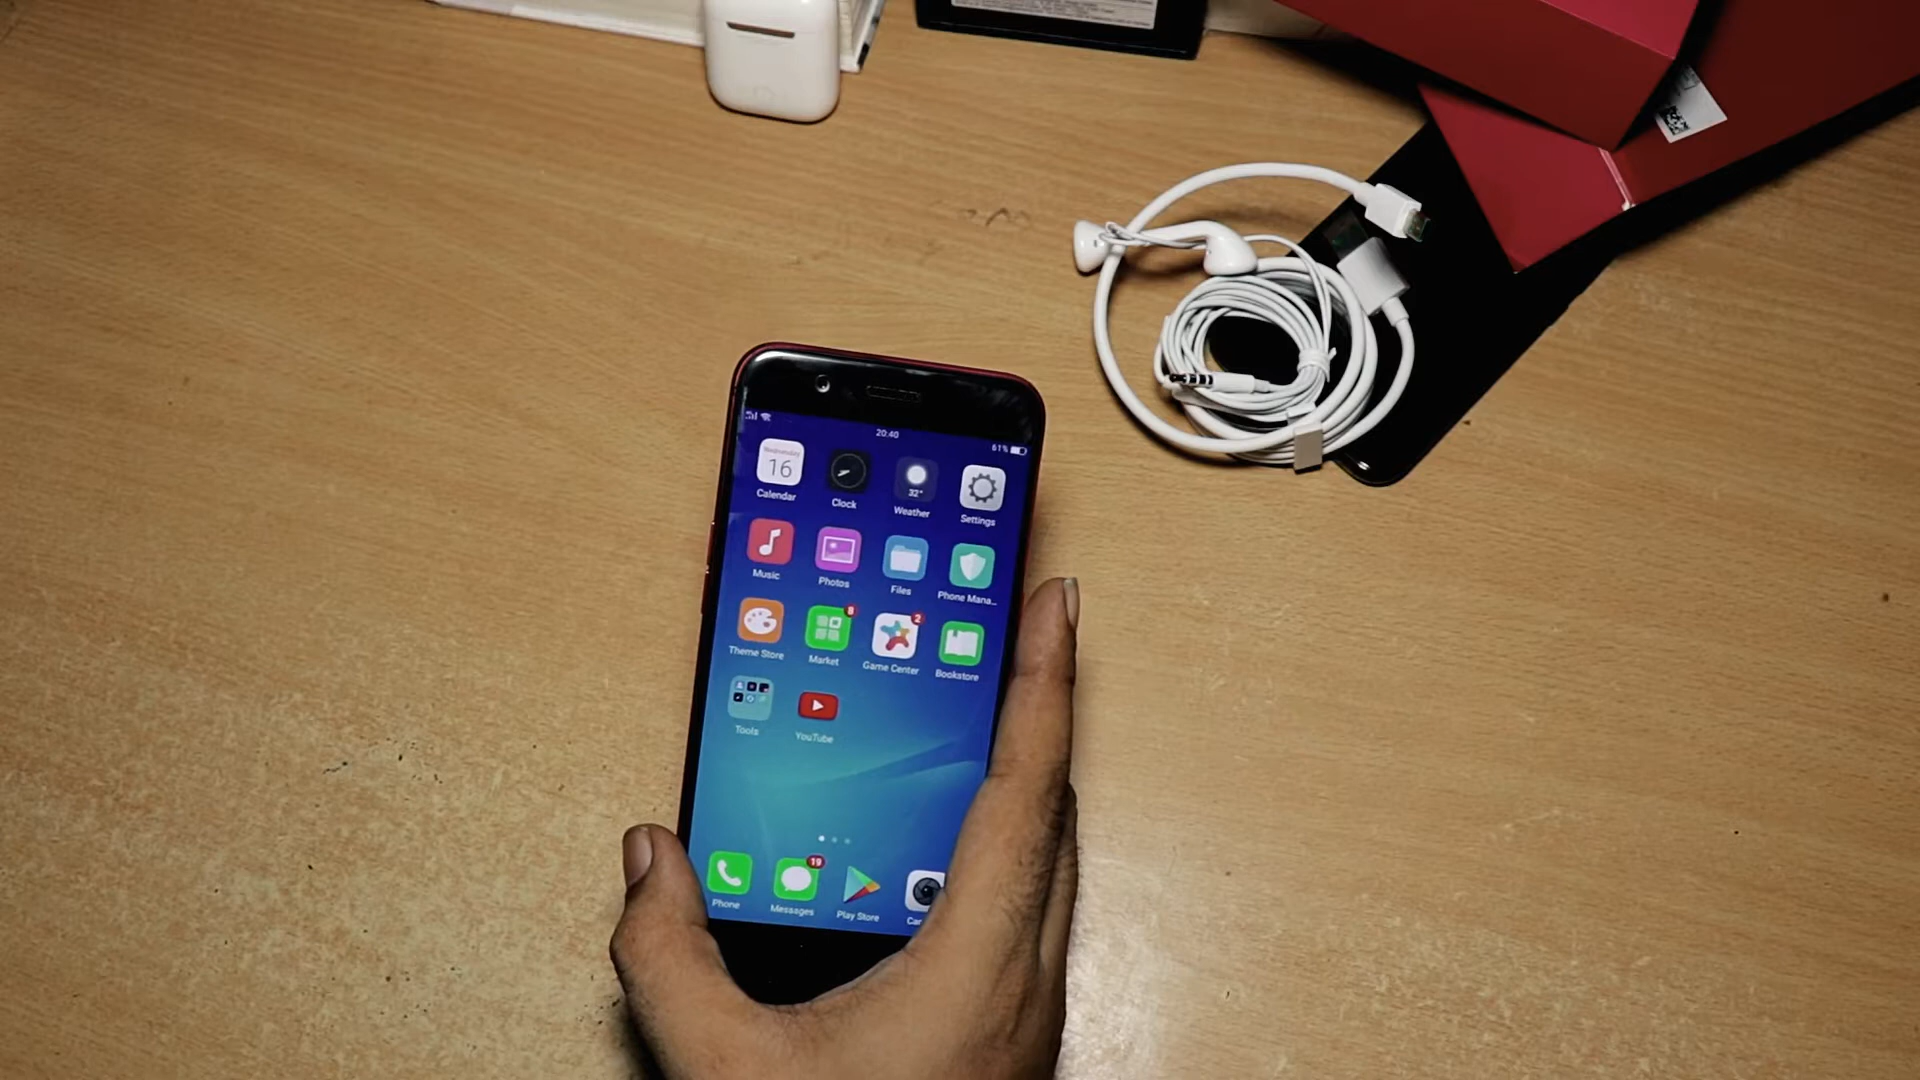 20:40
61%
Wednesday
16
32°
Calendar
Clock
Weather
Settings
Music
Photos
Files
Phone Mana...
8
2
Theme Store
Market
Game Center
Bookstore
Tools
YouTube
19
Phone
Messages
Play Store